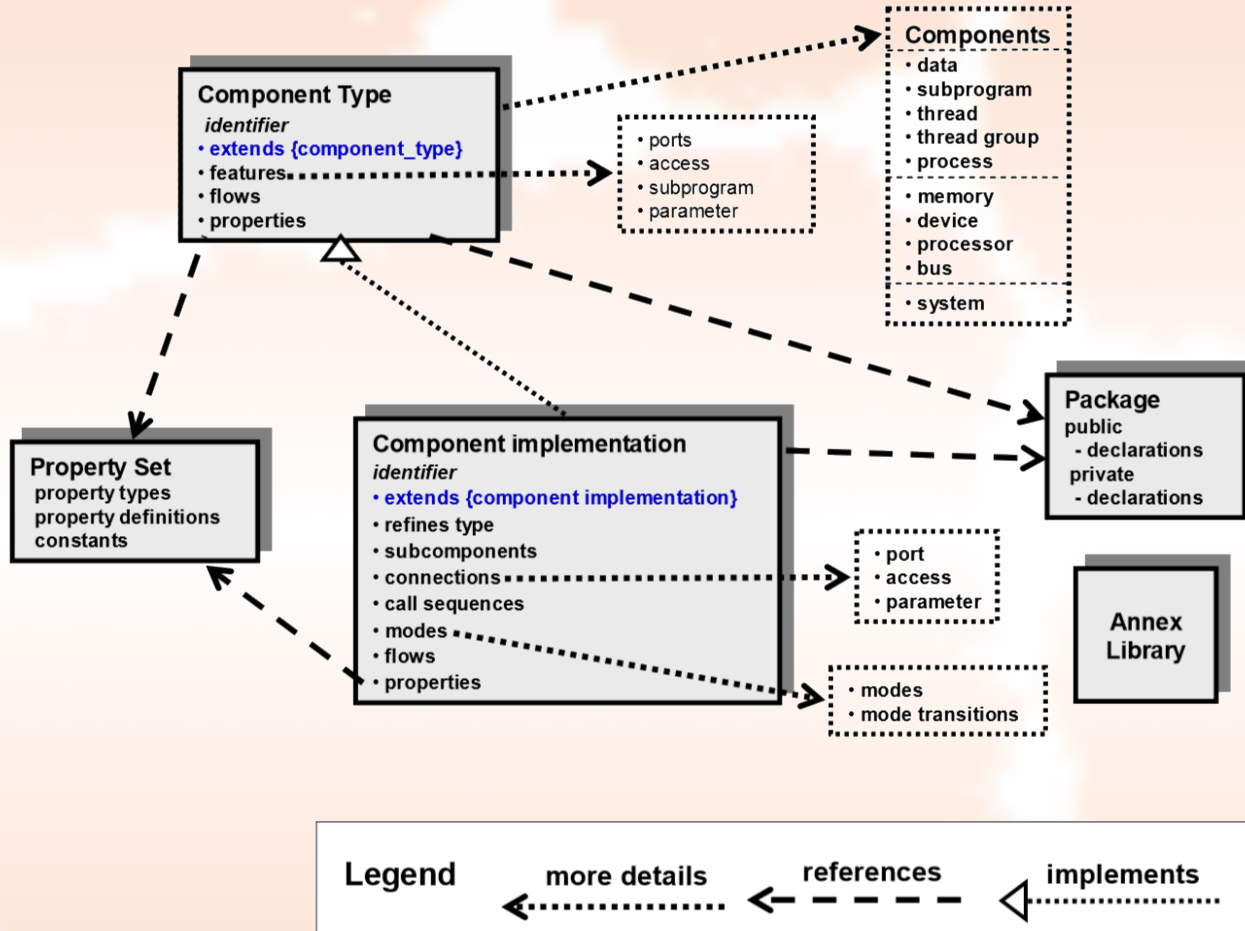 Component Type
identifier
• extends {component_type}
• features
• flows
• properties
• ports
• access
• subprogram
• parameter
Components
• data
• subprogram
• thread
• thread group
• process
• memory
• device
• processor
• bus
• system
Property Set
property types
property definitions
constants
Component implementation
identifier
• extends {component implementation}
• refines type
• subcomponents
• connections
• call sequences
• modes
• flows
• properties
Package
public
- declarations
private
- declarations
• port
• access
• parameter
• modes
• mode transitions
Annex
Library
Legend
more details
references
implements